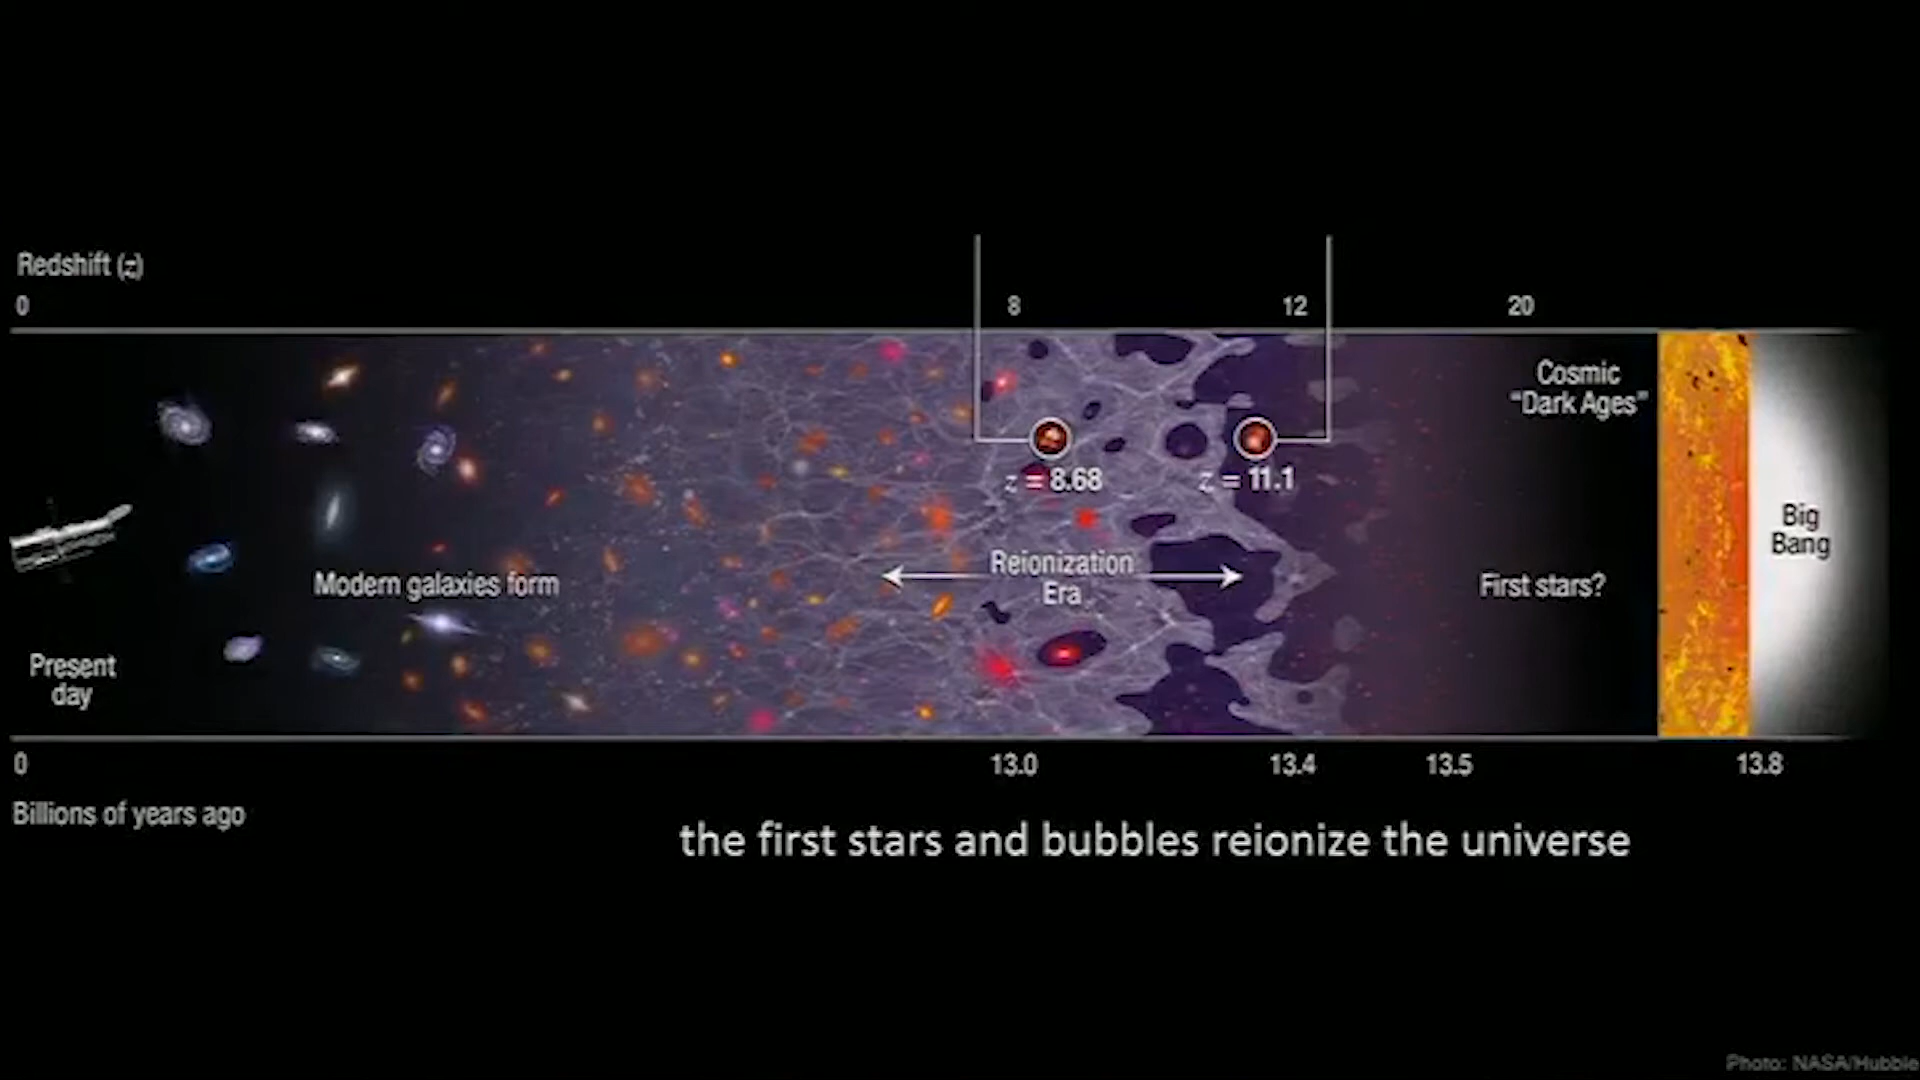 Redshift (z)
0
8
12
20
Cosmic
"Dark Ages"
z = 8.68
z = 11.1
Big
Bang
Reionization
Era
Modern galaxies form
First stars?
Present
day
0
13.0
13.4
13.5
13.8
Billions of years ago
the first stars and bubbles reionize the universe
Photo: NASA/Hubble